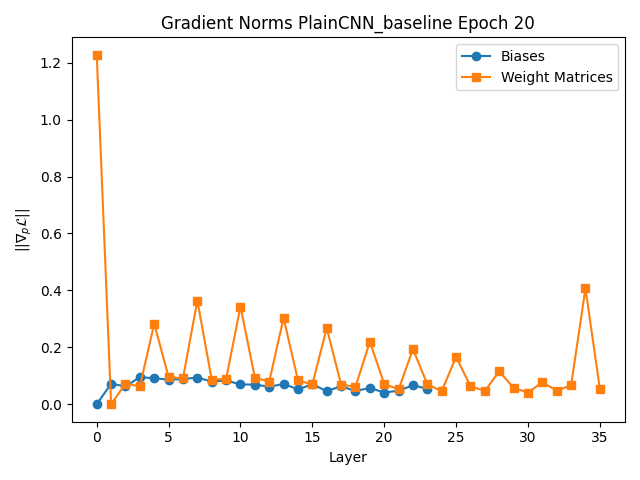 Gradient Norms PlainCNN_baseline Epoch 20
Biases
Weight Matrices
||∇pℒ||
1.2
1.0
0.8
0.6
0.4
0.2
0.0
0 5 10 15 20 25 30 35
Layer